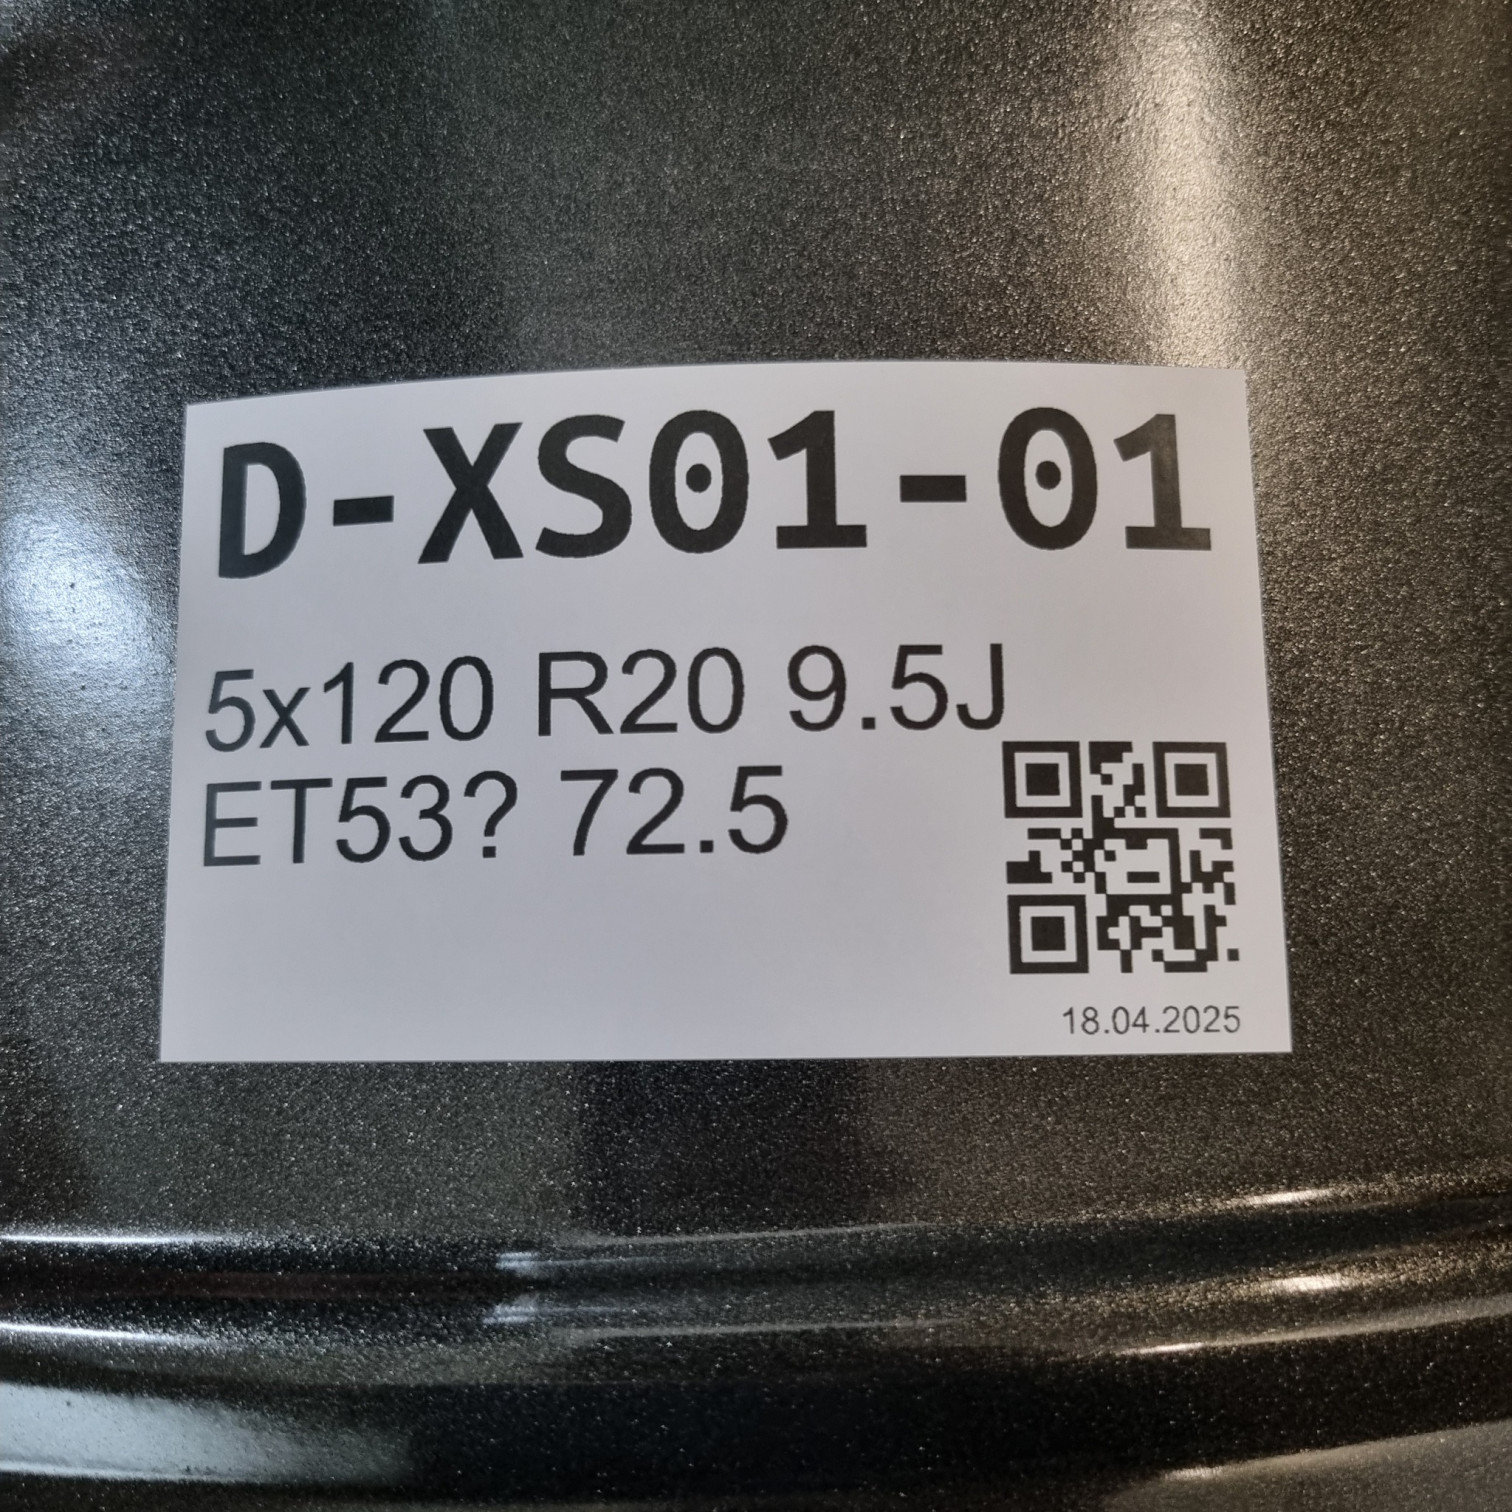 D-XS01-01
5x120 R20 9.5J
ET53? 72.5
18.04.2025